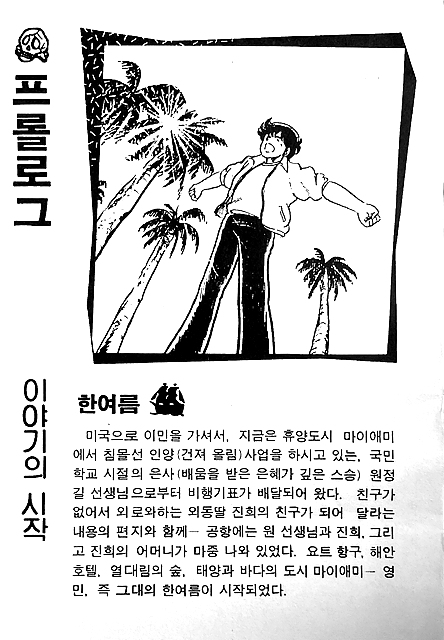 프롤로그
이야기의 시작
한여름
미국으로 이민을 가셔서, 지금은 휴양도시 마이애미
에서 침몰선 인양(건져 올림)사업을 하시고 있는, 국민
학교 시절의 은사(배움을 받은 은혜가 깊은 스승) 원정
길 선생님으로부터 비행기표가 배달되어 왔다. 친구가
없어서 외로와하는 외동딸 진희의 친구가 되어 달라는
내용의 편지와 함께— 공항에는 원 선생님과 진희, 그리
고 진희의 어머니가 마중 나와 있었다. 요트 항구, 해안
호텔, 열대림의 숲, 태양과 바다의 도시 마이애미— 영
민, 즉 그대의 한여름이 시작되었다.